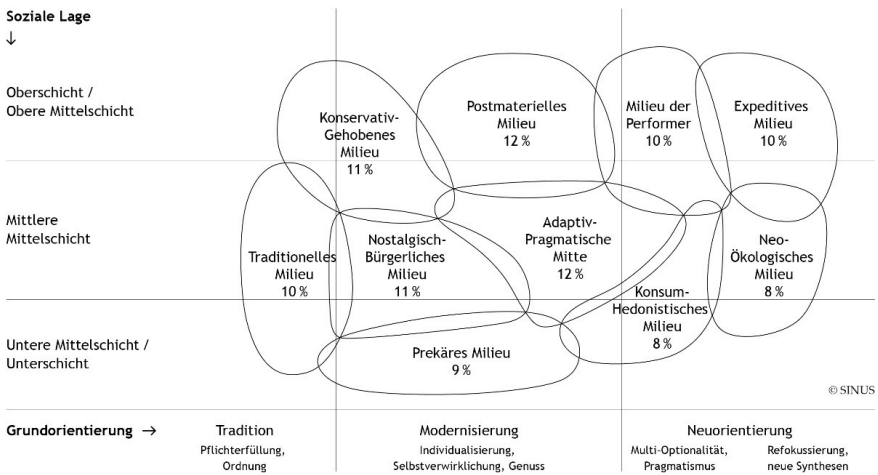 Soziale Lage
↓
Oberschicht /
Obere Mittelschicht
Konservativ-
Gehobenes
Milieu
11 %
Postmaterielles
Milieu
12 %
Milieu der
Performer
10 %
Expeditives
Milieu
10 %
Mittlere
Mittelschicht
Traditionelles
Milieu
10 %
Nostalgisch-
Bürgerliches
Milieu
11 %
Adaptiv-
Pragmatische
Mitte
12 %
Neo-
Ökologisches
Milieu
8 %
Konsum-
Hedonistisches
Milieu
8 %
Untere Mittelschicht /
Unterschicht
Prekäres Milieu
9 %
© SINUS
Grundorientierung →
Tradition
Pflichterfüllung,
Ordnung
Modernisierung
Individualisierung,
Selbstverwirklichung, Genuss
Neuorientierung
Multi-Optionalität,
Pragmatismus
Refokussierung,
neue Synthesen